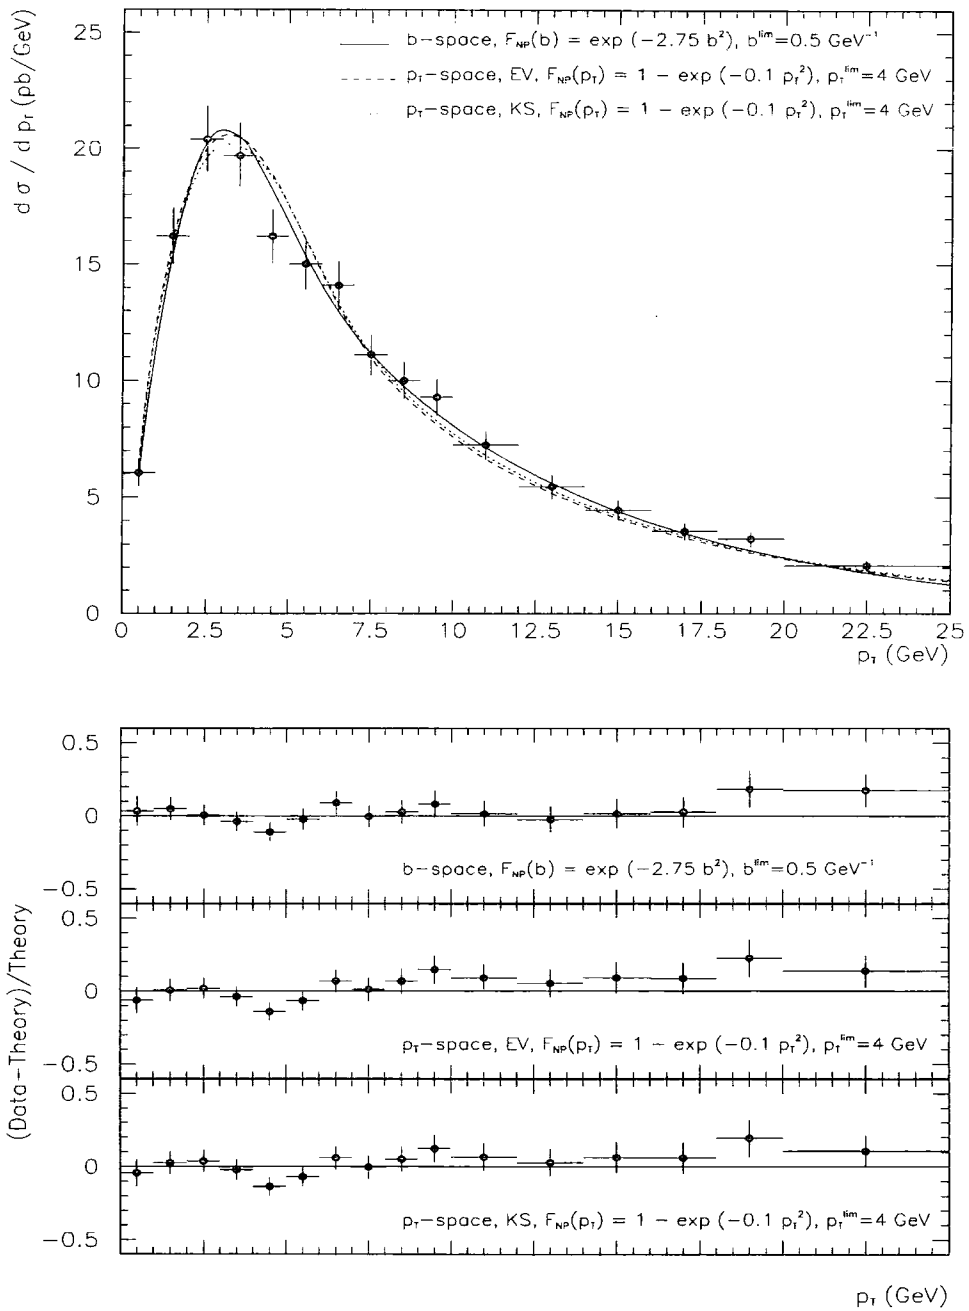 dσ / dp_T (pb/GeV)
25
20
15
10
5
0
b-space, F_NP(b) = exp (-2.75 b²), b^lim=0.5 GeV⁻¹
p_T-space, EV, F_NP(p_T) = 1 - exp (-0.1 p_T²), p_T^lim=4 GeV
p_T-space, KS, F_NP(p_T) = 1 - exp (-0.1 p_T²), p_T^lim=4 GeV
0 2.5 5 7.5 10 12.5 15 17.5 20 22.5 25
p_T (GeV)
(Data-Theory)/Theory
0.5
0
-0.5
b-space, F_NP(b) = exp (-2.75 b²), b^lim=0.5 GeV⁻¹
0.5
0
-0.5
p_T-space, EV, F_NP(p_T) = 1 - exp (-0.1 p_T²), p_T^lim=4 GeV
0.5
0
-0.5
p_T-space, KS, F_NP(p_T) = 1 - exp (-0.1 p_T²), p_T^lim=4 GeV
p_T (GeV)